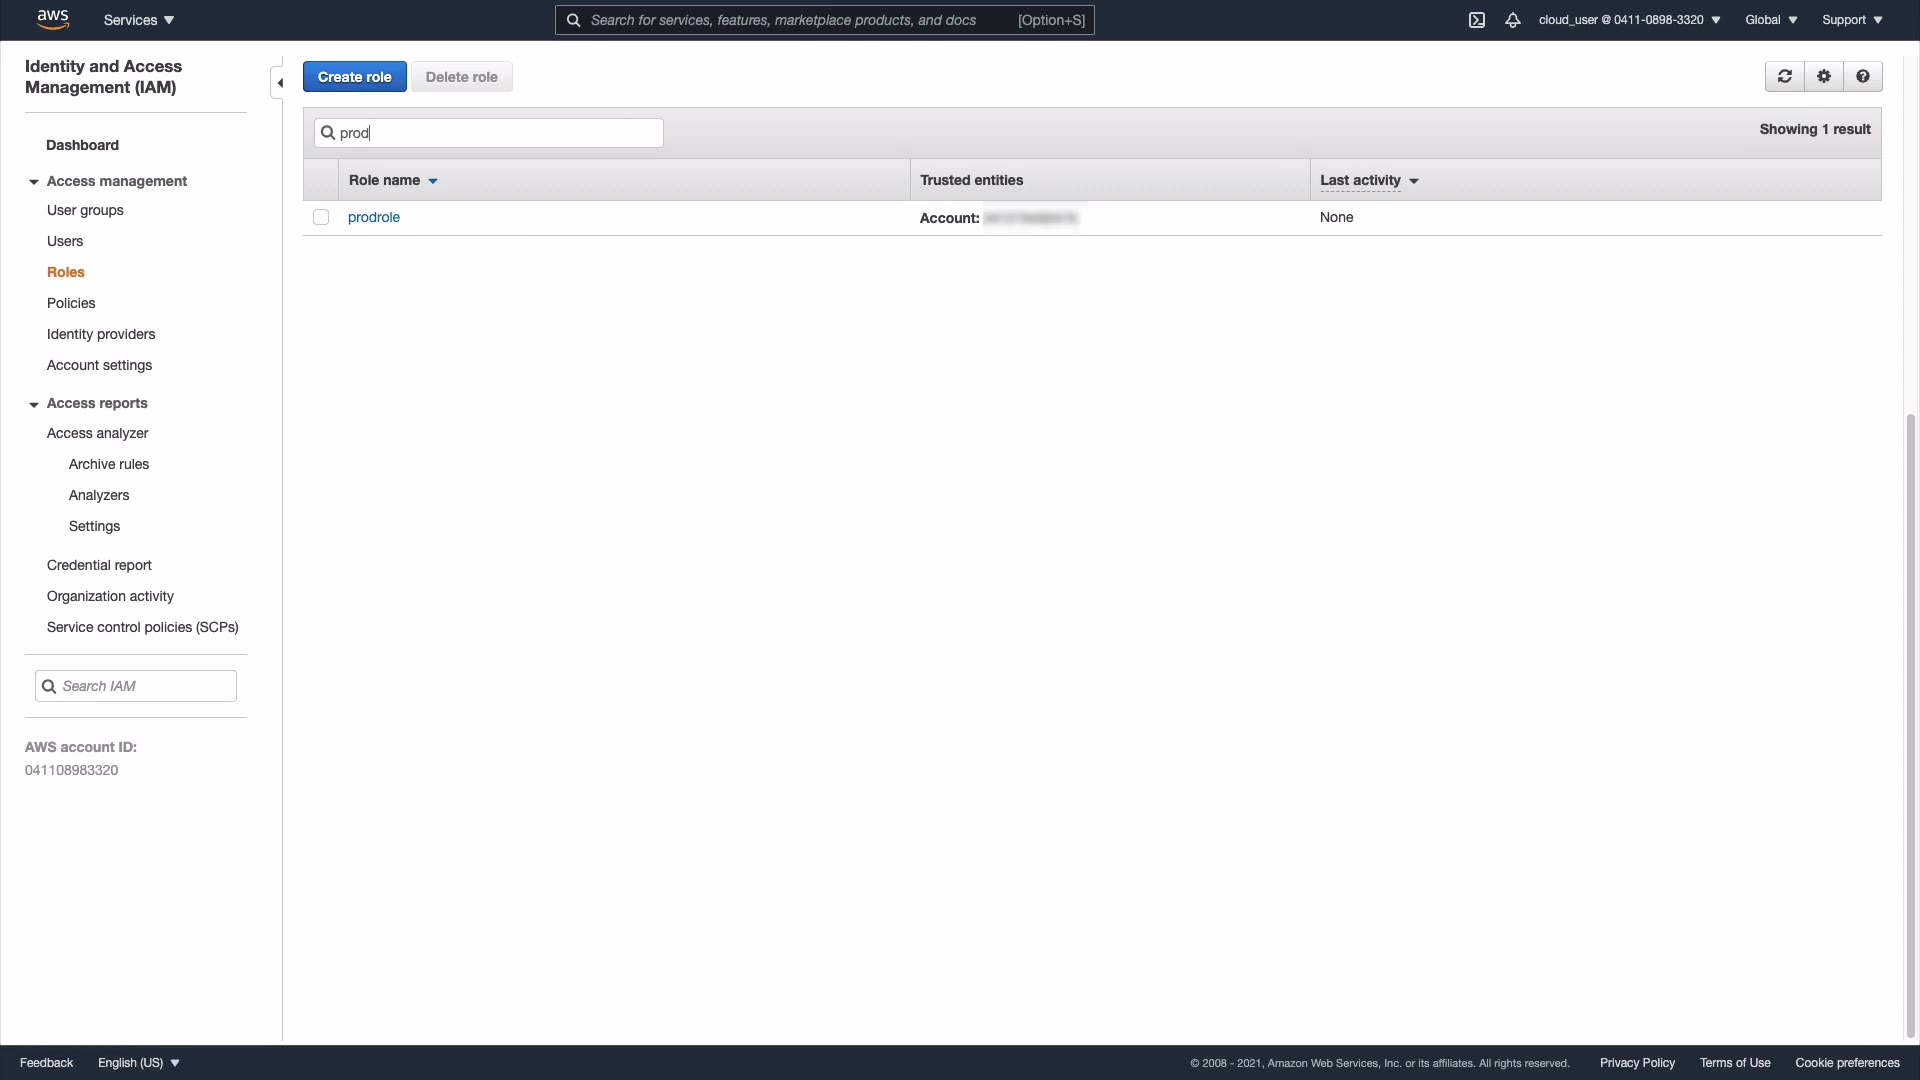 aws
Services
Search for services, features, marketplace products, and docs [Option+S]
cloud_user @ 0411-0898-3320
Global
Support
Identity and Access
Management (IAM)
Dashboard
Access management
User groups
Users
Roles
Policies
Identity providers
Account settings
Access reports
Access analyzer
Archive rules
Analyzers
Settings
Credential report
Organization activity
Service control policies (SCPs)
Search IAM
AWS account ID:
041108983320
Create role
Delete role
prod
Showing 1 result
Role name
Trusted entities
Last activity
prodrole
Account:
None
Feedback
English (US)
© 2008 - 2021, Amazon Web Services, Inc. or its affiliates. All rights reserved.
Privacy Policy
Terms of Use
Cookie preferences